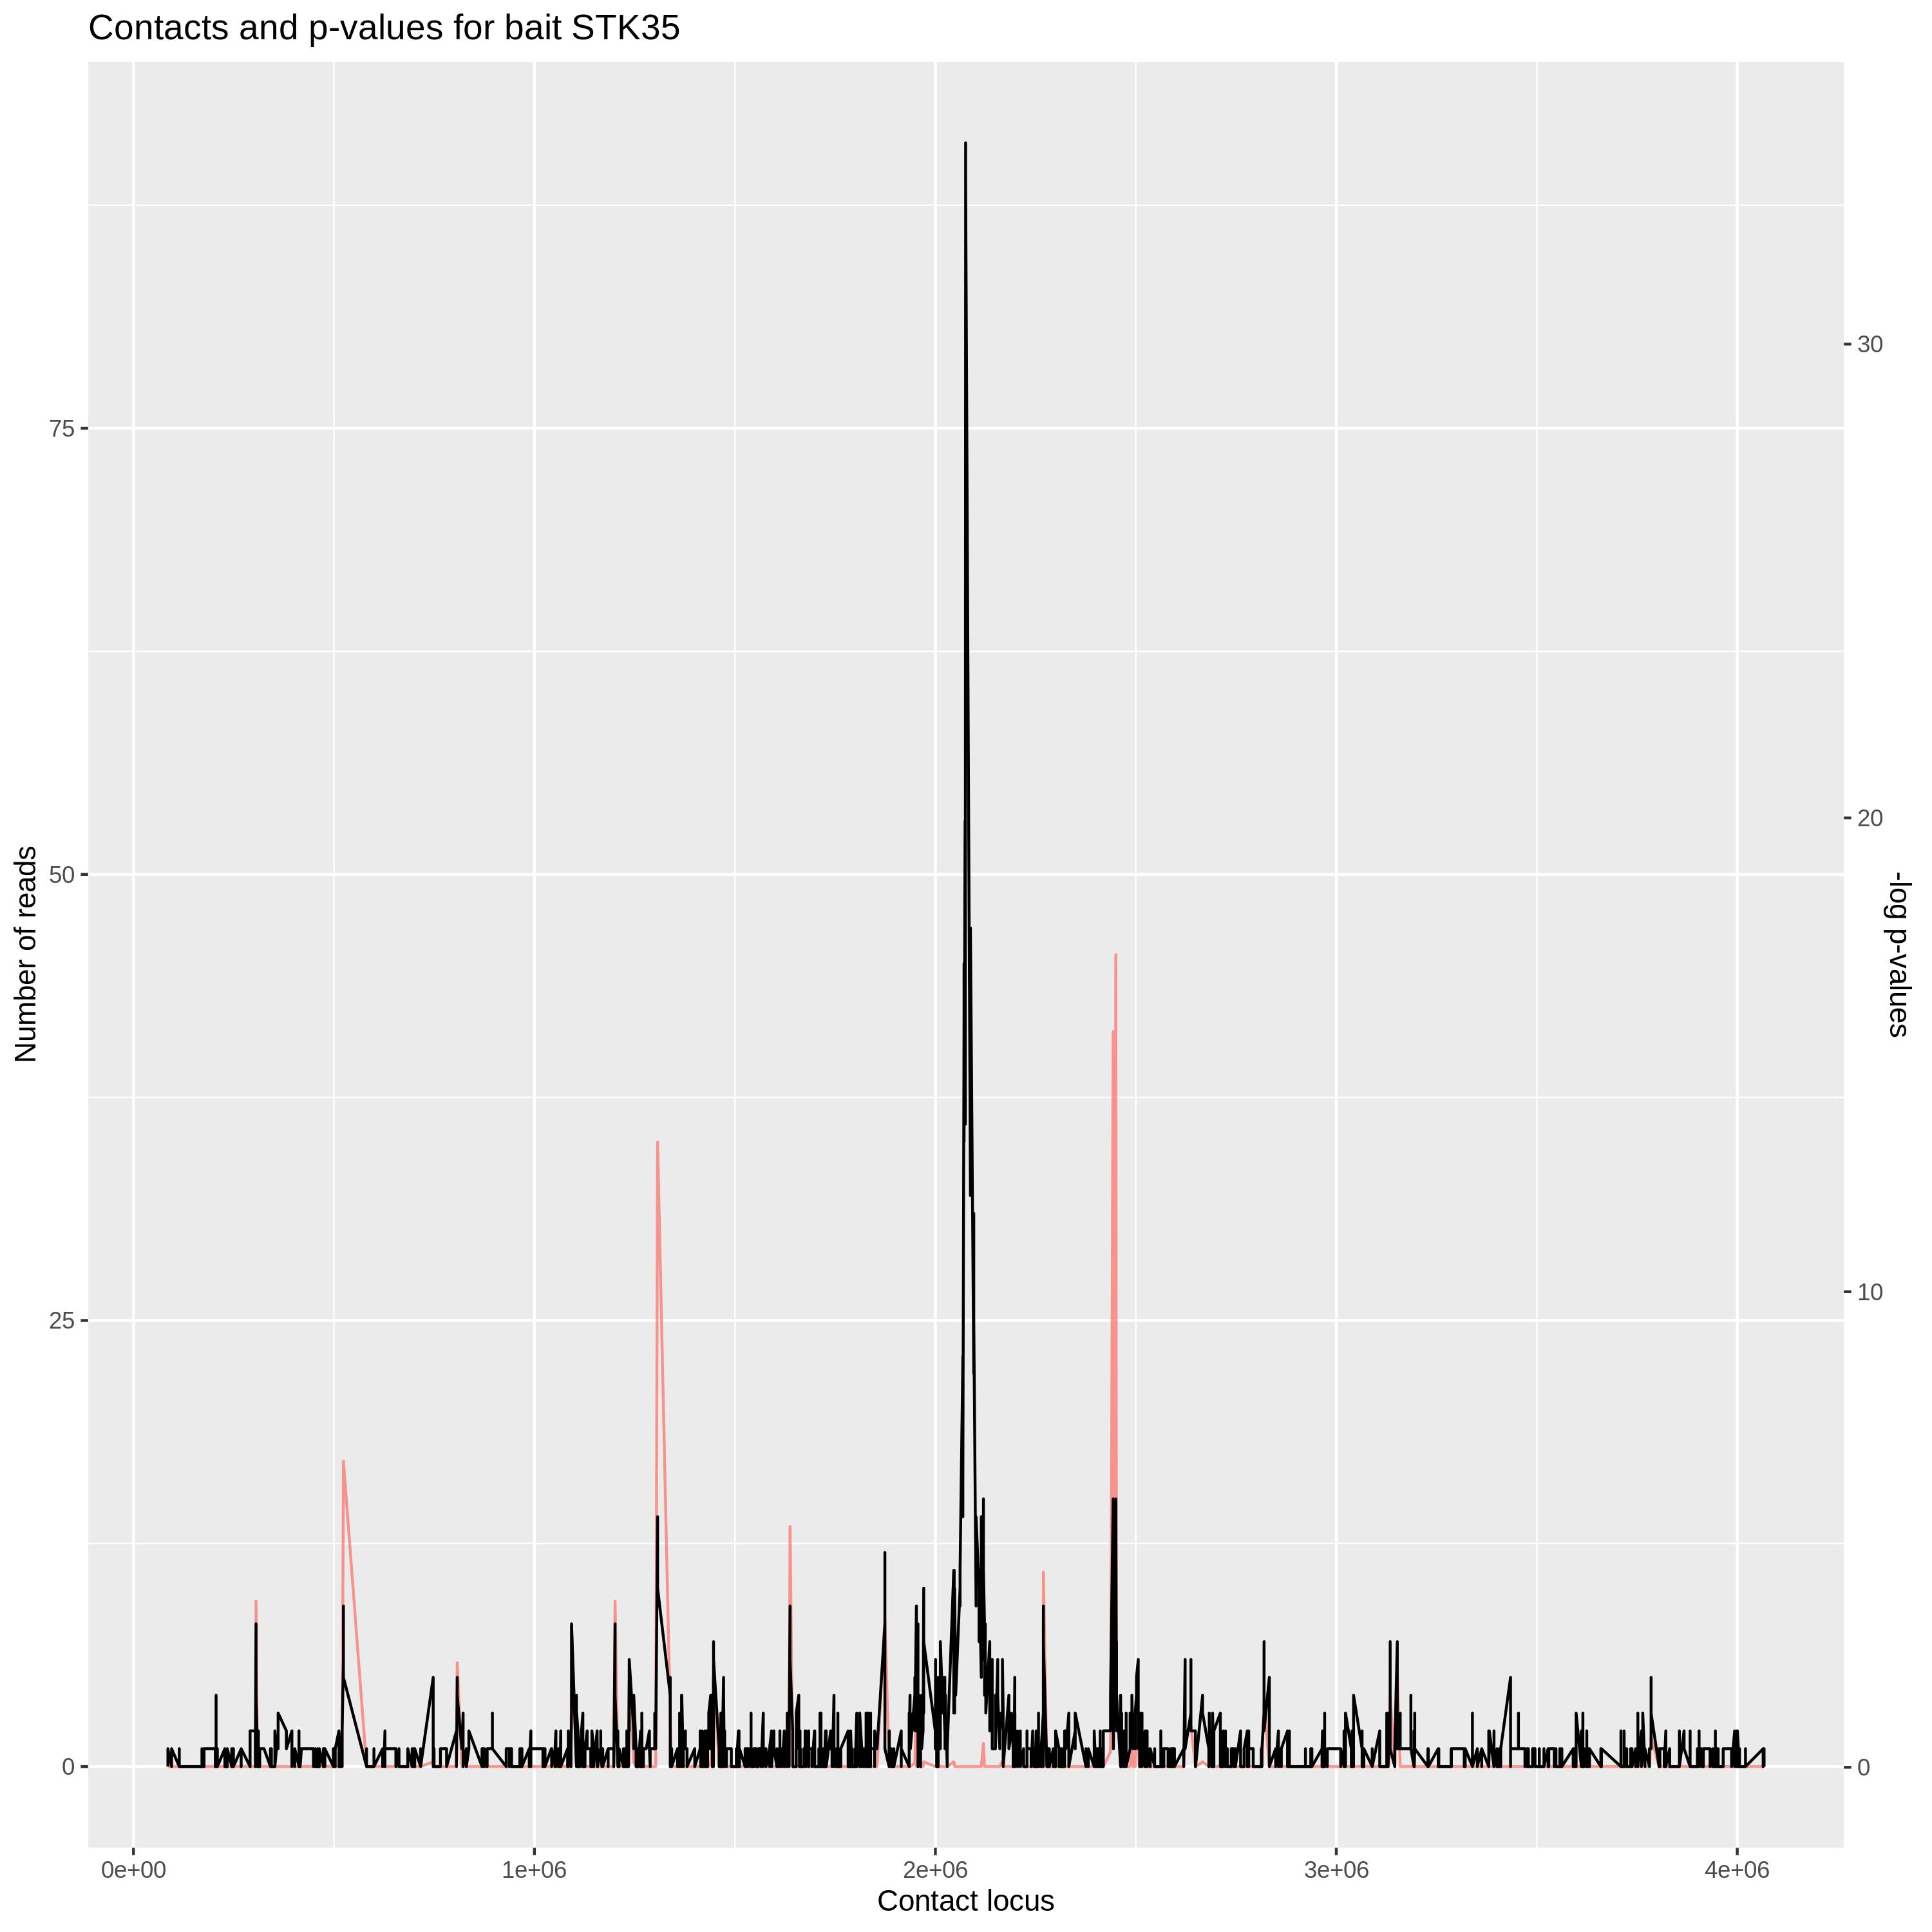 Contacts and p-values for bait STK35
Number of reads
75
50
25
0
30
20
10
0
-log p-values
0e+00 1e+06 2e+06 3e+06 4e+06
Contact locus